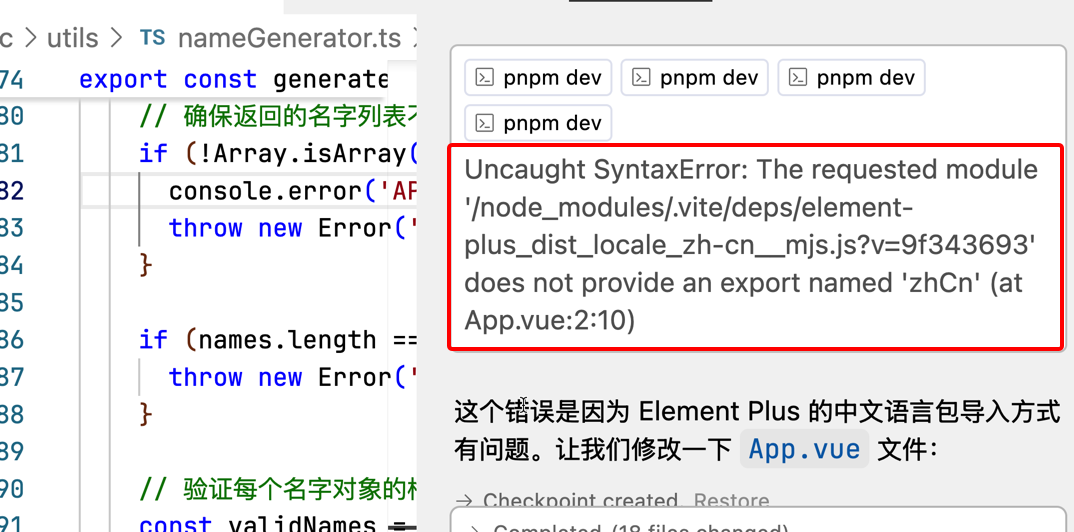 c > utils > TS nameGenerator.ts
74 export const generate
80 // 确保返回的名字列表不
81 if (!Array.isArray(
82 console.error('AP
83 throw new Error('
84 }
85
86 if (names.length ==
87 throw new Error('
88 }
89
90 // 验证每个名字对象的格
91 const validNames =
pnpm dev pnpm dev pnpm dev
pnpm dev
Uncaught SyntaxError: The requested module
'/node_modules/.vite/deps/element-
plus_dist_locale_zh-cn__mjs.js?v=9f343693'
does not provide an export named 'zhCn' (at
App.vue:2:10)
这个错误是因为 Element Plus 的中文语言包导入方式
有问题。让我们修改一下 App.vue 文件:
Checkpoint created Restore
Completed (18 files changed)